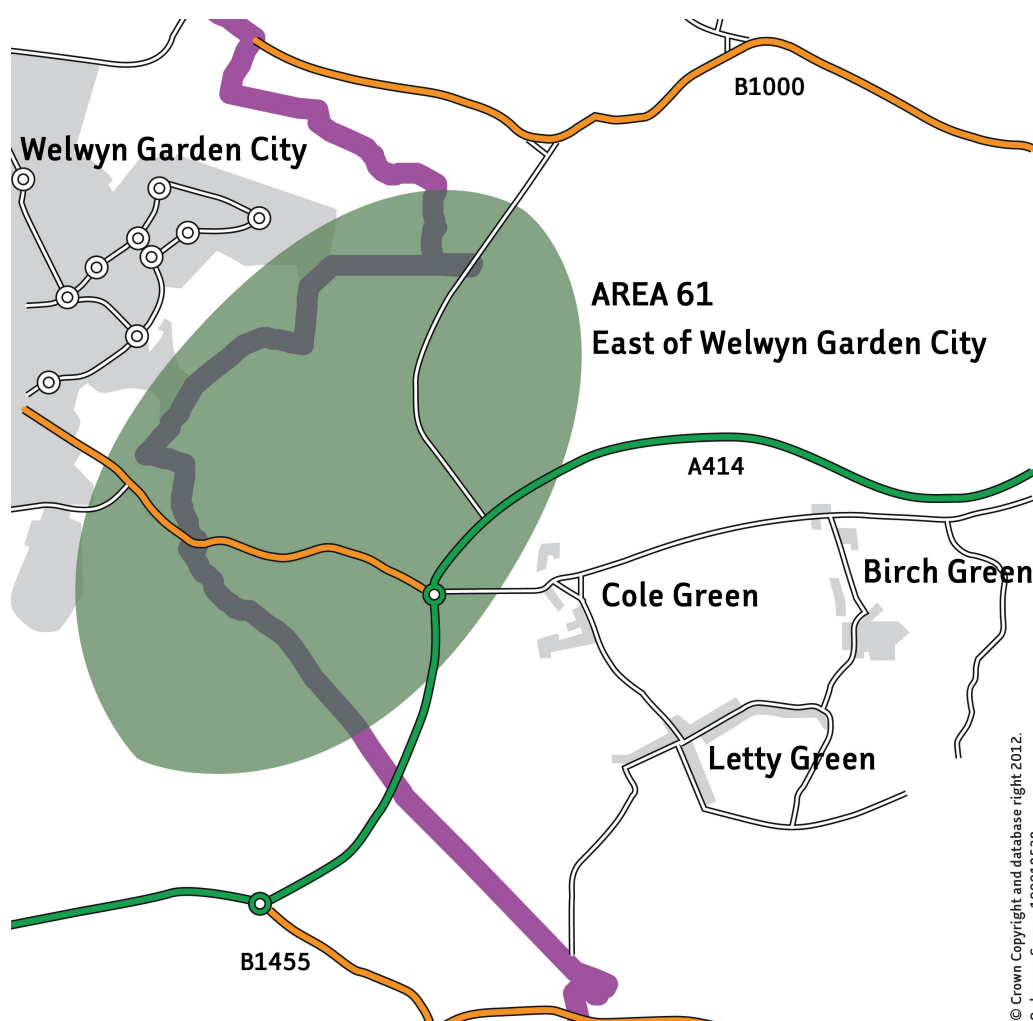 B1000
Welwyn Garden City
AREA 61
East of Welwyn Garden City
A414
Birch Green
Cole Green
Letty Green
B1455
© Crown Copyright and database right 2012.